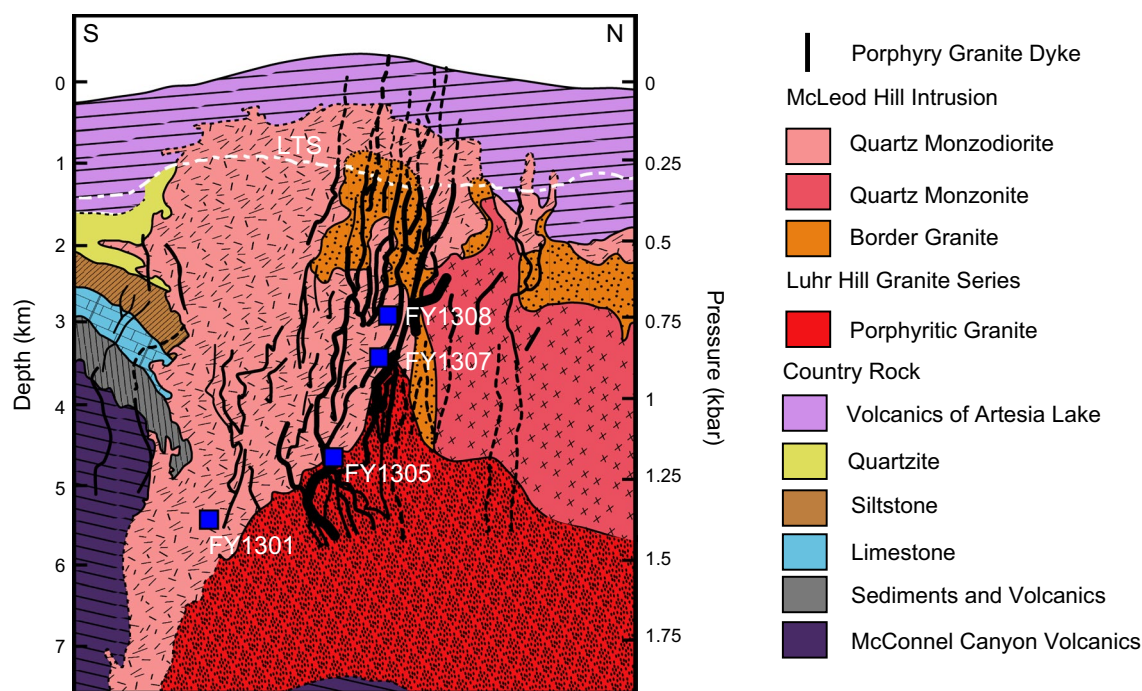 S
N
Depth (km)
0
1
2
3
4
5
6
7
0
0.25
0.5
0.75
1
1.25
1.5
1.75
Pressure (kbar)
LTS
FY1308
FY1307
FY1305
FY1301
Porphyry Granite Dyke
McLeod Hill Intrusion
Quartz Monzodiorite
Quartz Monzonite
Border Granite
Luhr Hill Granite Series
Porphyritic Granite
Country Rock
Volcanics of Artesia Lake
Quartzite
Siltstone
Limestone
Sediments and Volcanics
McConnel Canyon Volcanics